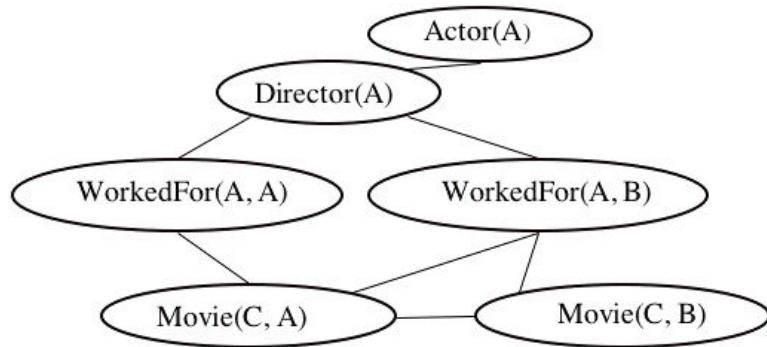 Actor(A)
Director(A)
WorkedFor(A, A)
WorkedFor(A, B)
Movie(C, A)
Movie(C, B)